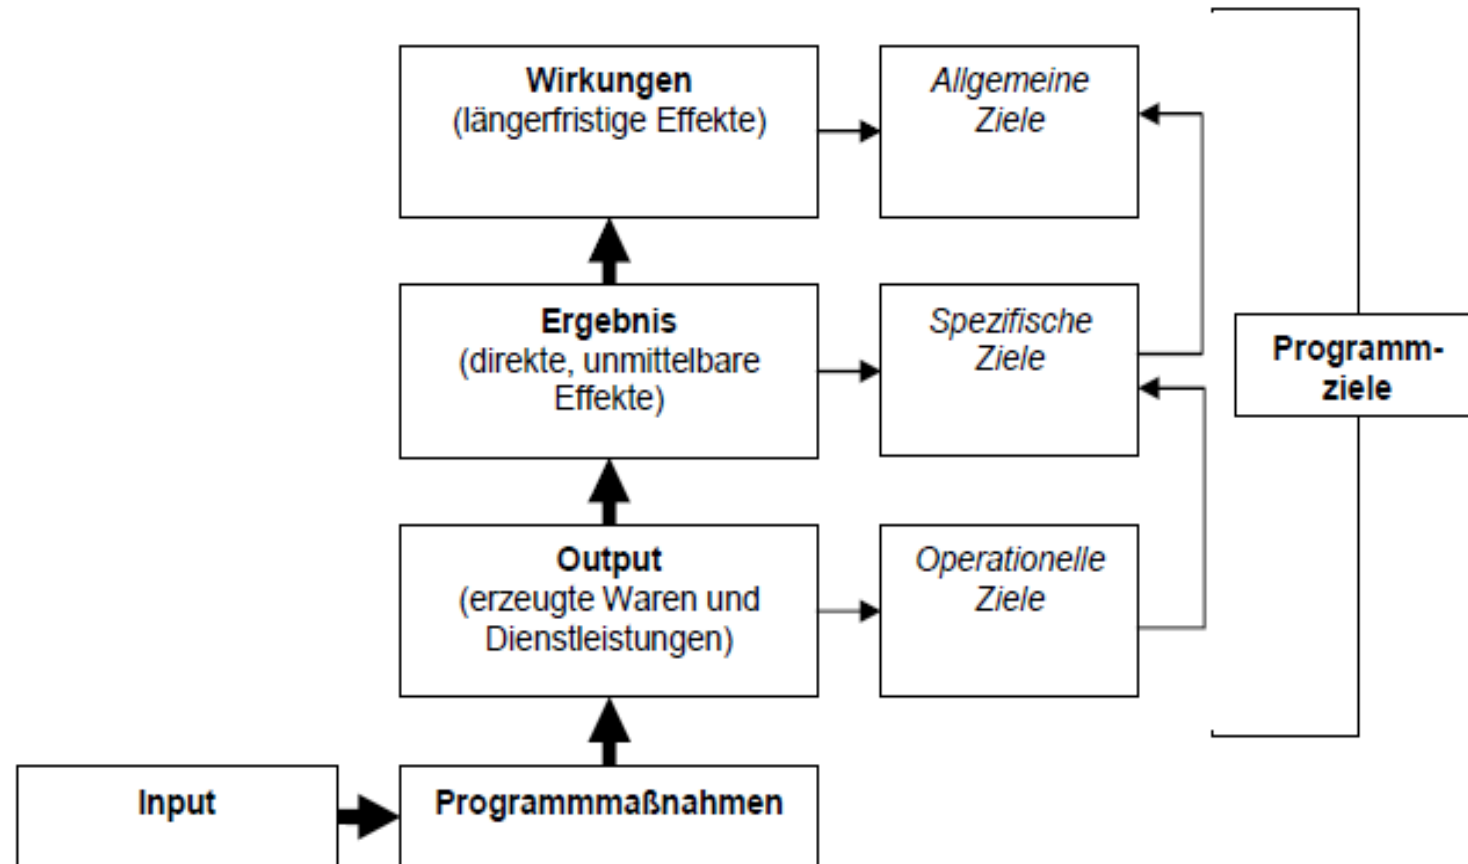 Wirkungen
(längerfristige Effekte)
Allgemeine
Ziele
Ergebnis
(direkte, unmittelbare
Effekte)
Spezifische
Ziele
Programm-
ziele
Output
(erzeugte Waren und
Dienstleistungen)
Operationelle
Ziele
Input
Programmmaßnahmen